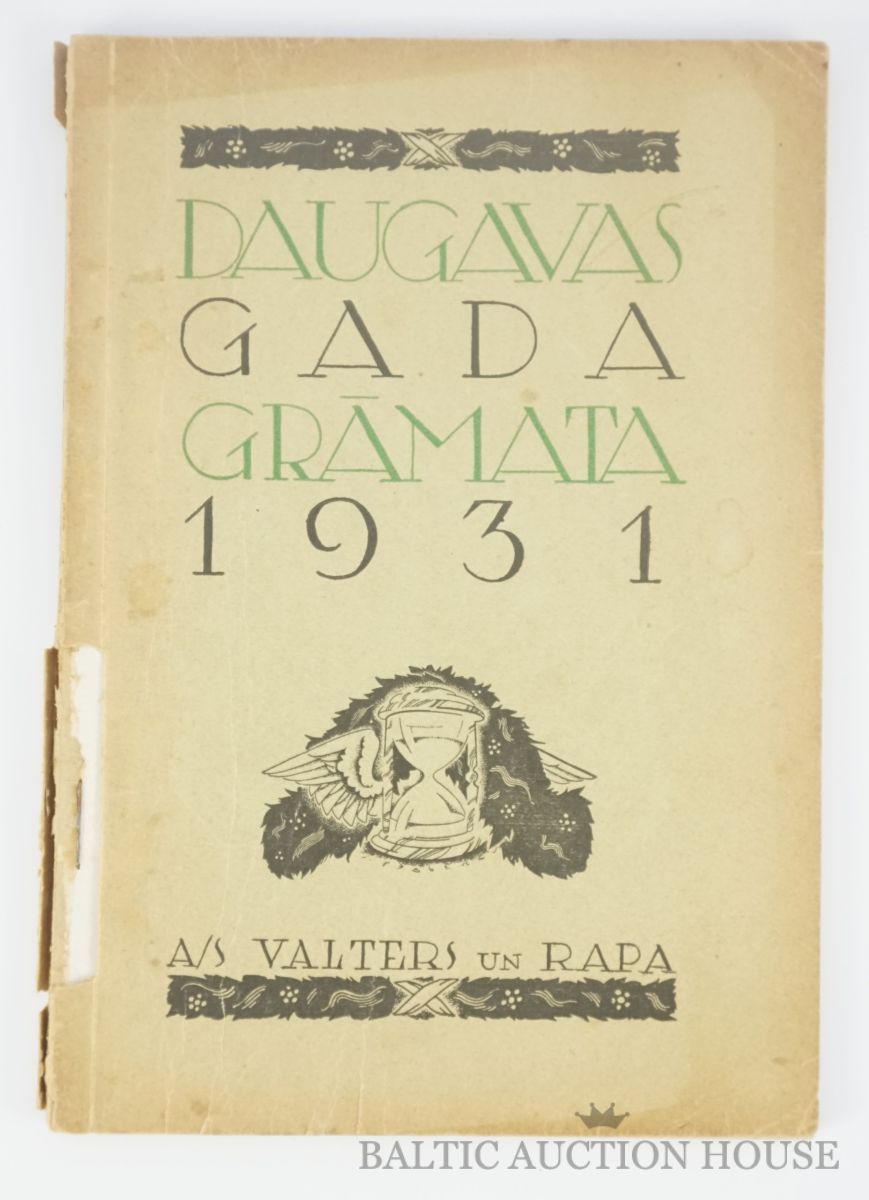 DAUGAVAS
GADA
GRĀMATA
1931
A/S VALTERS UN RAPA
BALTIC AUCTION HOUSE